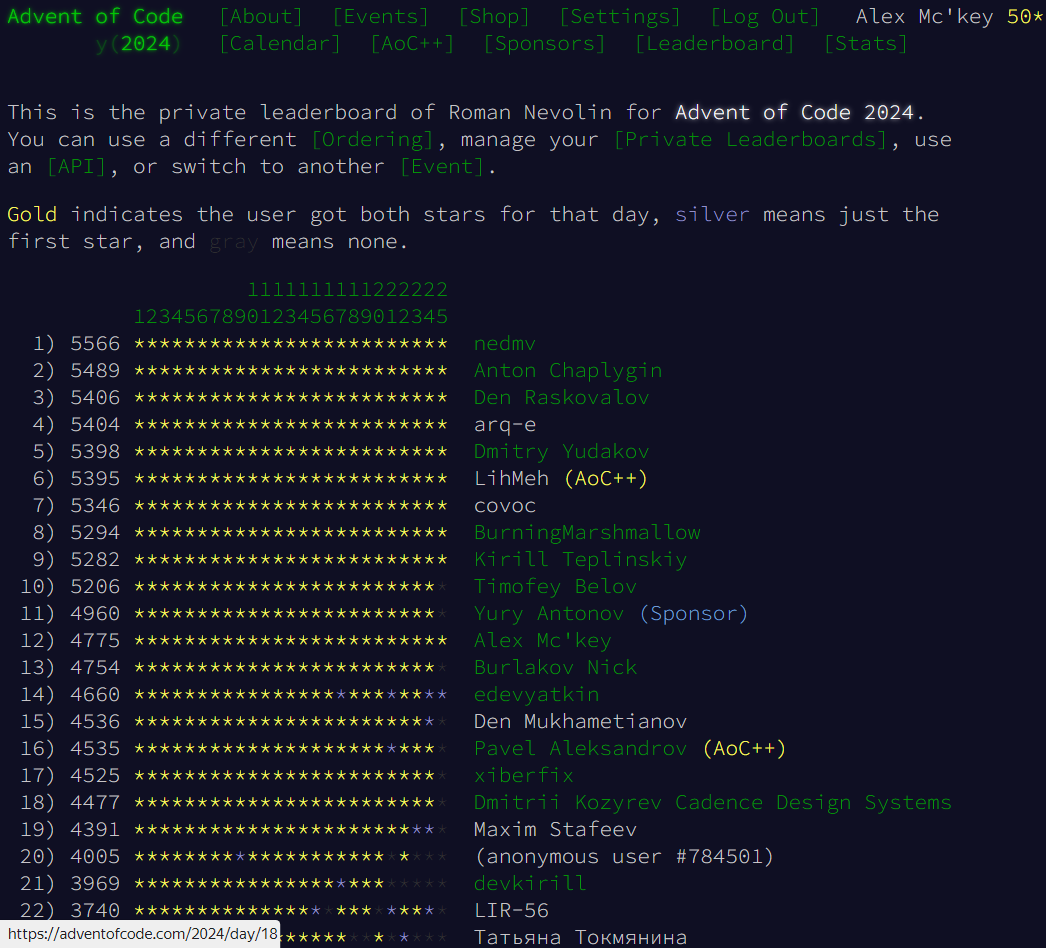 Advent of Code [About] [Events] [Shop] [Settings] [Log Out] Alex Mc'key 50*
y(2024) [Calendar] [AoC++] [Sponsors] [Leaderboard] [Stats]
This is the private leaderboard of Roman Nevolin for Advent of Code 2024.
You can use a different [Ordering], manage your [Private Leaderboards], use
an [API], or switch to another [Event].
Gold indicates the user got both stars for that day, silver means just the
first star, and gray means none.
1111111111222222
1234567890123456789012345
1) 5566 ************************* nedmv
2) 5489 ************************* Anton Chaplygin
3) 5406 ************************* Den Raskovalov
4) 5404 ************************* arq-e
5) 5398 ************************* Dmitry Yudakov
6) 5395 ************************* LihMeh (AoC++)
7) 5346 ************************* covoc
8) 5294 ************************* BurningMarshmallow
9) 5282 ************************* Kirill Teplinskiy
10) 5206 ************************* Timofey Belov
11) 4960 ************************* Yury Antonov (Sponsor)
12) 4775 ************************* Alex Mc'key
13) 4754 ************************* Burlakov Nick
14) 4660 ************************* edevyatkin
15) 4536 ************************* Den Mukhametianov
16) 4535 ************************* Pavel Aleksandrov (AoC++)
17) 4525 ************************* xiberfix
18) 4477 ************************* Dmitrii Kozyrev Cadence Design Systems
19) 4391 ************************* Maxim Stafeev
20) 4005 ************************* (anonymous user #784501)
21) 3969 ************************* devkirill
22) 3740 ************************* LIR-56
https://adventofcode.com/2024/day/18 ************* Татьяна Токмянина